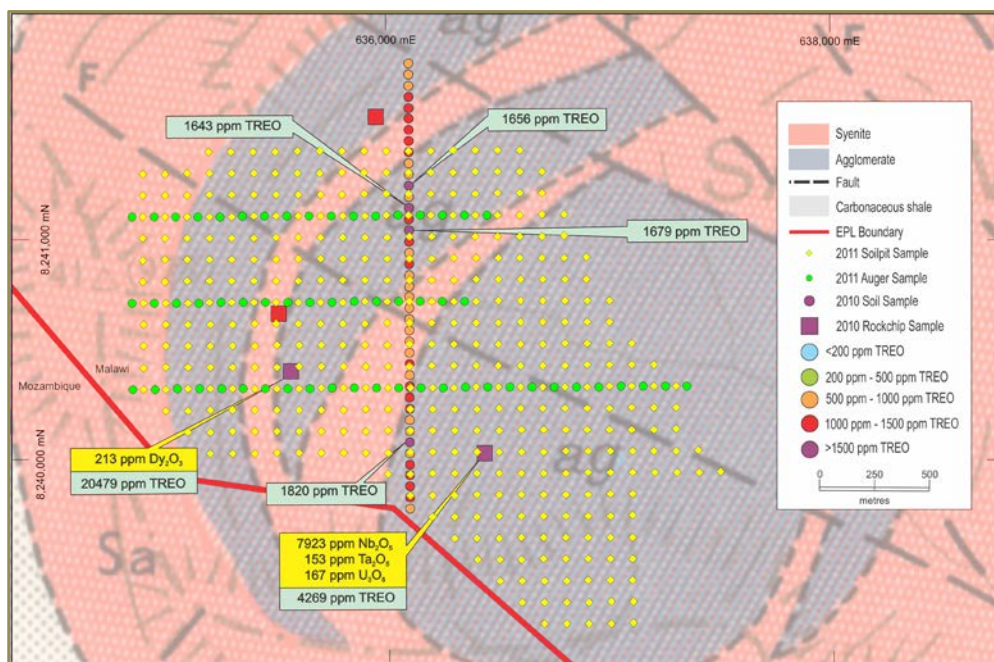 636,000 mE
638,000 mE
ag
F
F
1643 ppm TREO
1656 ppm TREO
1679 ppm TREO
8,241,000 mN
Malawi
Mozambique
8,240,000 mN
213 ppm Dy₂O₃
20479 ppm TREO
1820 ppm TREO
ag
7923 ppm Nb₂O₅
153 ppm Ta₂O₅
167 ppm U₃O₈
4269 ppm TREO
Sa
Syenite
Agglomerate
Fault
Carbonaceous shale
EPL Boundary
2011 Soilpit Sample
2011 Auger Sample
2010 Soil Sample
2010 Rockchip Sample
<200 ppm TREO
200 ppm - 500 ppm TREO
500 ppm - 1000 ppm TREO
1000 ppm - 1500 ppm TREO
>1500 ppm TREO
0 250 500
metres